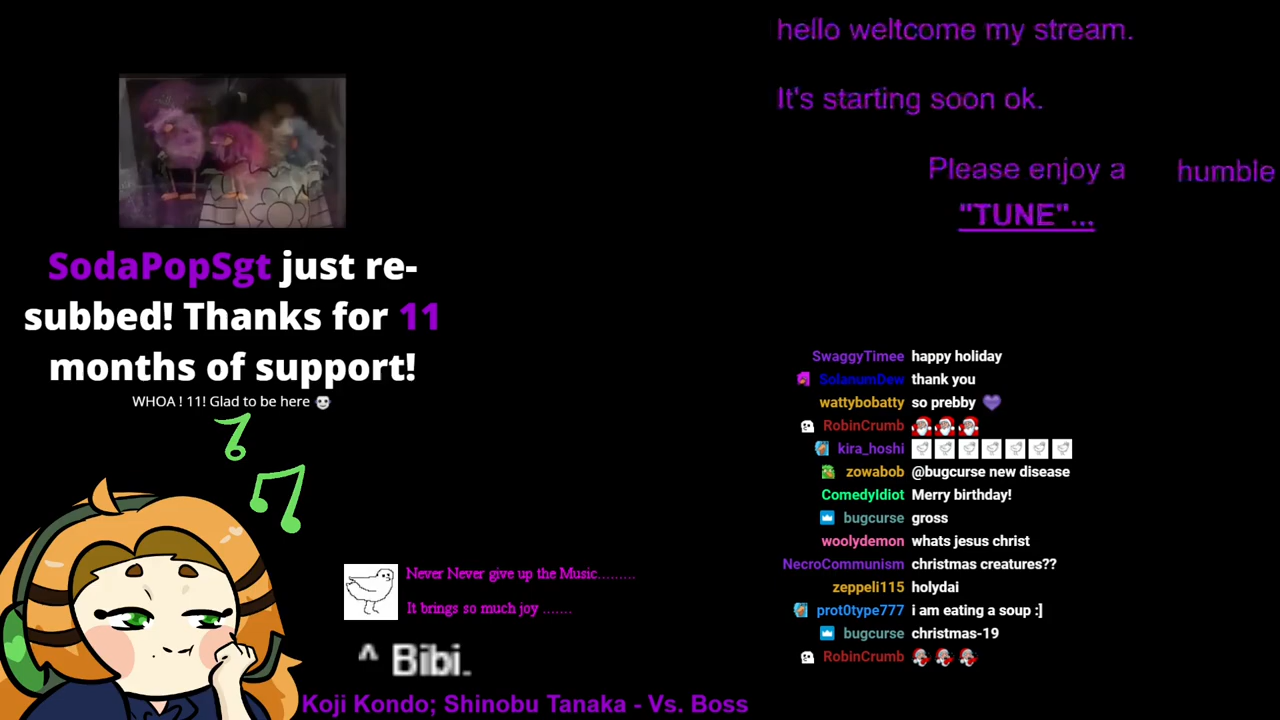 hello weltcome my stream.
It's starting soon ok.
Please enjoy a humble
"TUNE"...
SodaPopSgt just re-
subbed! Thanks for 11
months of support!
WHOA ! 11! Glad to be here
SwaggyTimee happy holiday
SolanumDew thank you
wattybobatty so prebby
RobinCrumb
kira_hoshi
zowabob @bugcurse new disease
ComedyIdiot Merry birthday!
bugcurse gross
woolydemon whats jesus christ
NecroCommunism christmas creatures??
zeppeli115 holydai
prot0type777 i am eating a soup :]
bugcurse christmas-19
RobinCrumb
Never Never give up the Music.........
It brings so much joy .......
^ Bibi.
Koji Kondo; Shinobu Tanaka - Vs. Boss